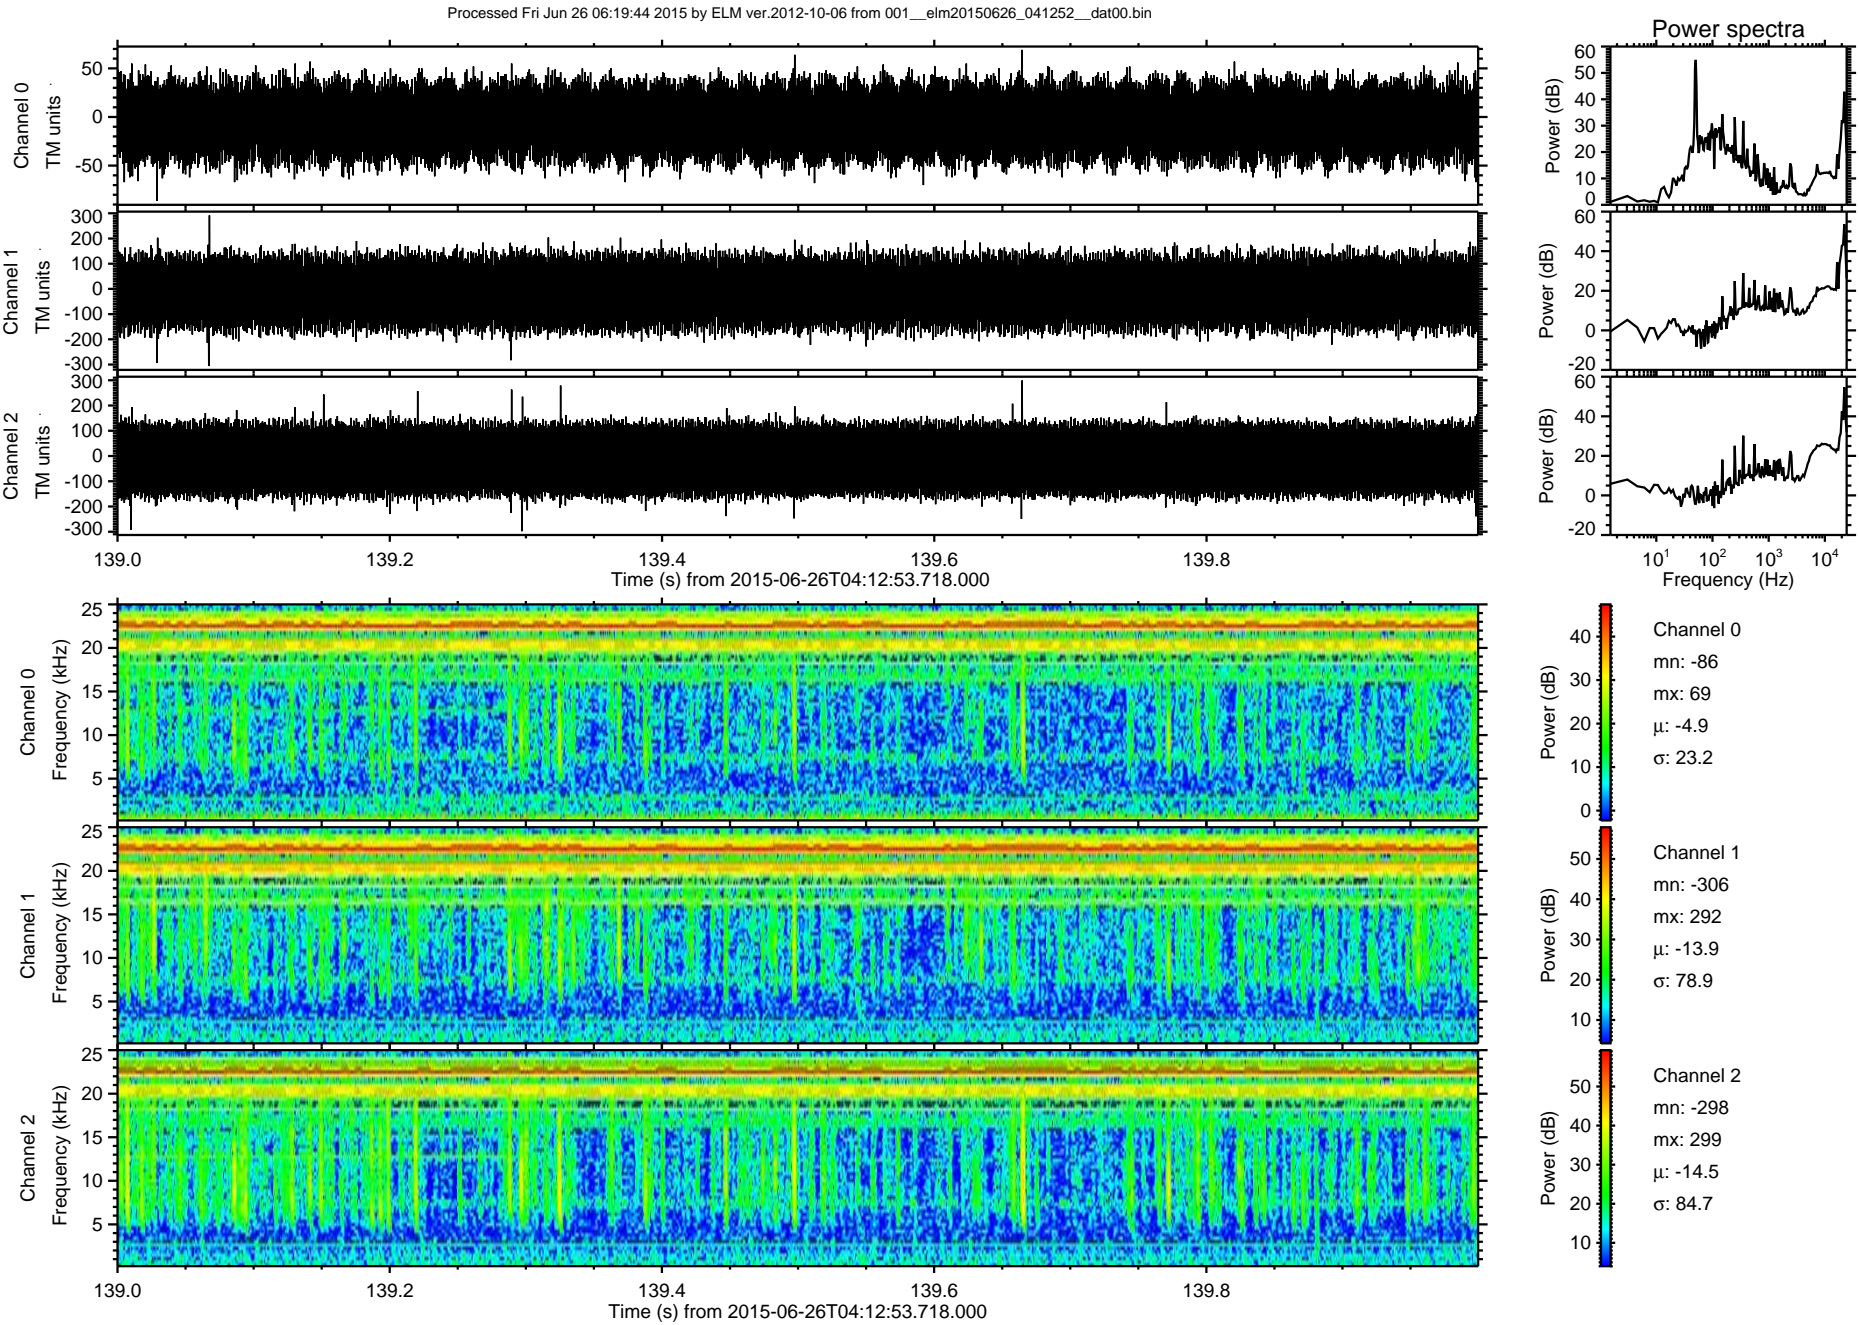 Processed Fri Jun 26 06:19:44 2015 by ELM ver.2012-10-06 from 001__elm20150626_041252__dat00.bin
Power spectra
Channel 0
TM units
50
0
-50
Power (dB)
60
50
40
30
20
10
0
Channel 1
TM units
300
200
100
0
-100
-200
-300
Power (dB)
60
40
20
0
-20
Channel 2
TM units
300
200
100
0
-100
-200
-300
Power (dB)
60
40
20
0
-20
139.0 139.2 139.4 139.6 139.8
Time (s) from 2015-06-26T04:12:53.718.000
10¹ 10² 10³ 10⁴
Frequency (Hz)
Channel 0
Frequency (kHz)
25
20
15
10
5
Power (dB)
40
30
20
10
0
Channel 0
mn: -86
mx: 69
μ: -4.9
σ: 23.2
Channel 1
Frequency (kHz)
25
20
15
10
5
Power (dB)
50
40
30
20
10
Channel 1
mn: -306
mx: 292
μ: -13.9
σ: 78.9
Channel 2
Frequency (kHz)
25
20
15
10
5
Power (dB)
50
40
30
20
10
Channel 2
mn: -298
mx: 299
μ: -14.5
σ: 84.7
139.0 139.2 139.4 139.6 139.8
Time (s) from 2015-06-26T04:12:53.718.000